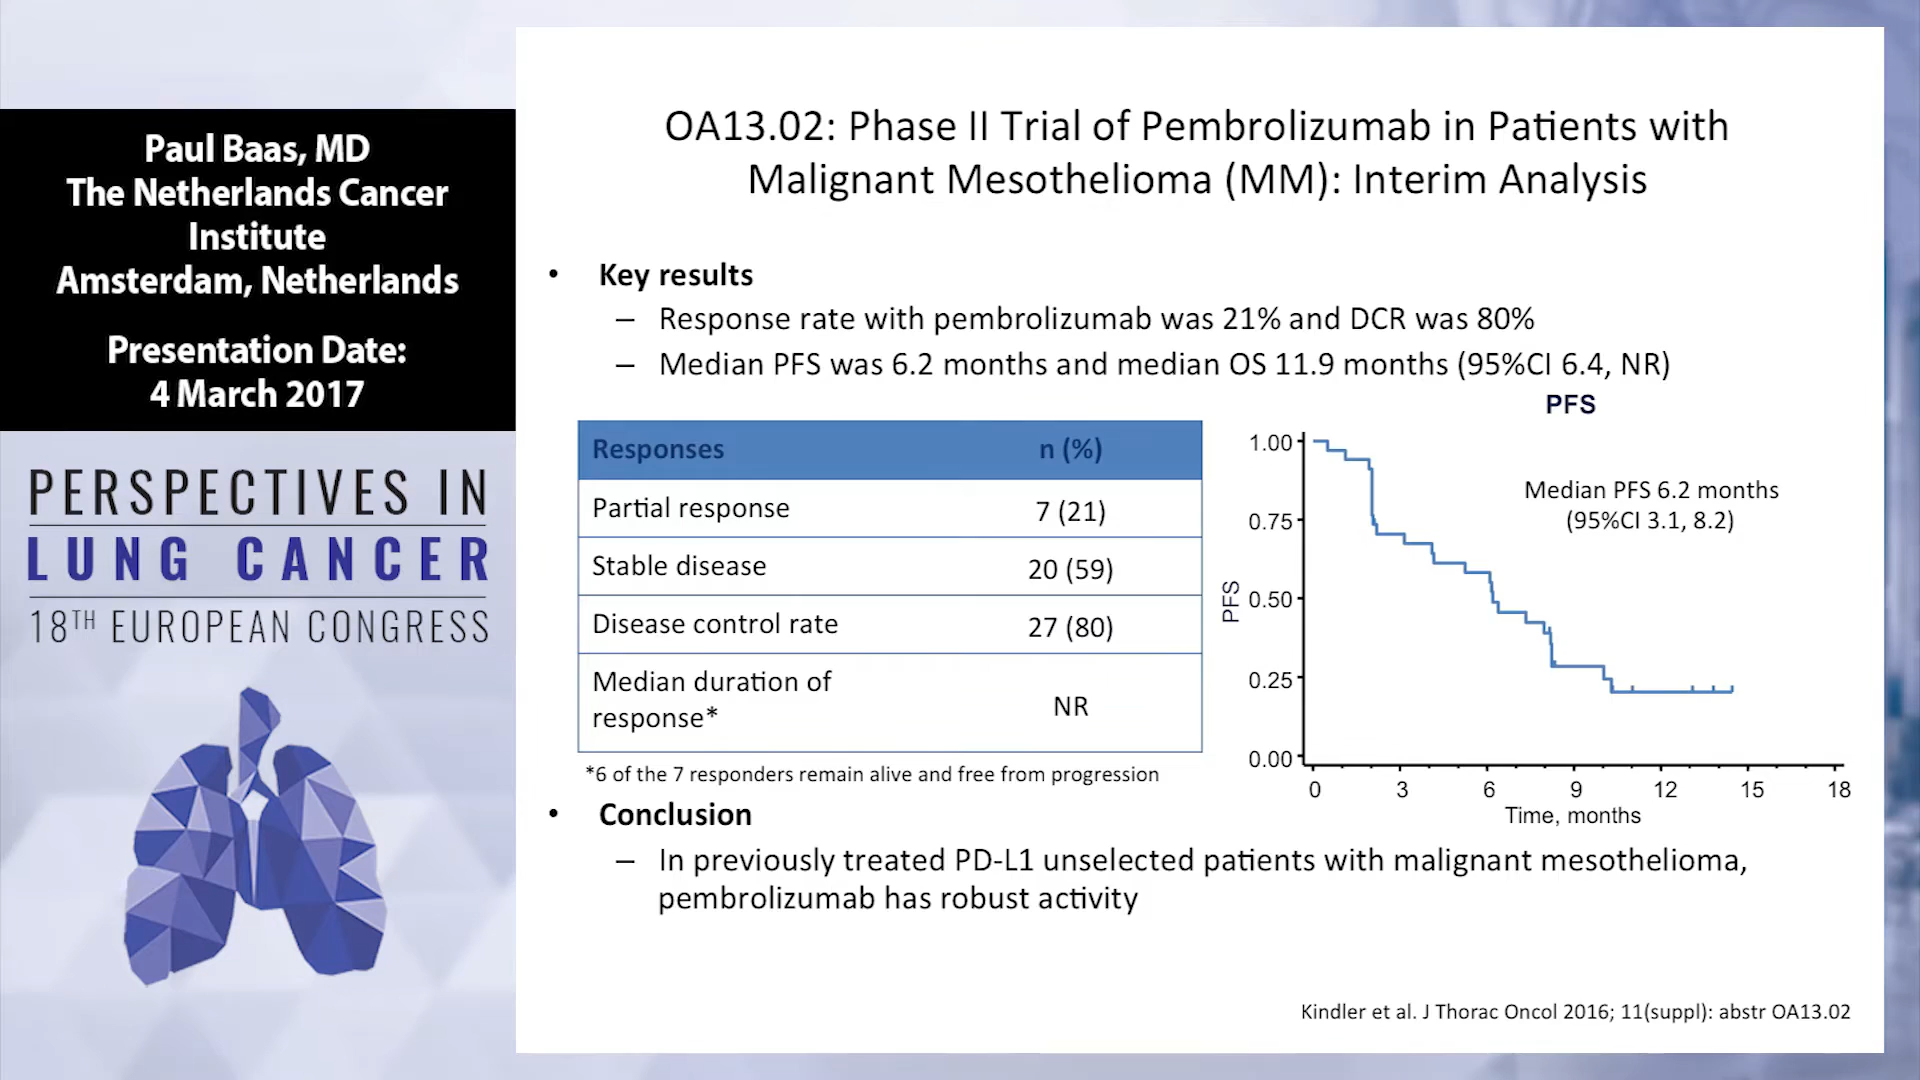 Paul Baas, MD
The Netherlands Cancer
Institute
Amsterdam, Netherlands
Presentation Date:
4 March 2017
PERSPECTIVES IN
LUNG CANCER
18TH EUROPEAN CONGRESS
OA13.02: Phase II Trial of Pembrolizumab in Patients with
Malignant Mesothelioma (MM): Interim Analysis
• Key results
– Response rate with pembrolizumab was 21% and DCR was 80%
– Median PFS was 6.2 months and median OS 11.9 months (95%CI 6.4, NR)
Responses n (%)
Partial response 7 (21)
Stable disease 20 (59)
Disease control rate 27 (80)
Median duration of
response* NR
*6 of the 7 responders remain alive and free from progression
PFS
Median PFS 6.2 months
(95%CI 3.1, 8.2)
PFS
1.00
0.75
0.50
0.25
0.00
0 3 6 9 12 15 18
Time, months
• Conclusion
– In previously treated PD-L1 unselected patients with malignant mesothelioma,
pembrolizumab has robust activity
Kindler et al. J Thorac Oncol 2016; 11(suppl): abstr OA13.02